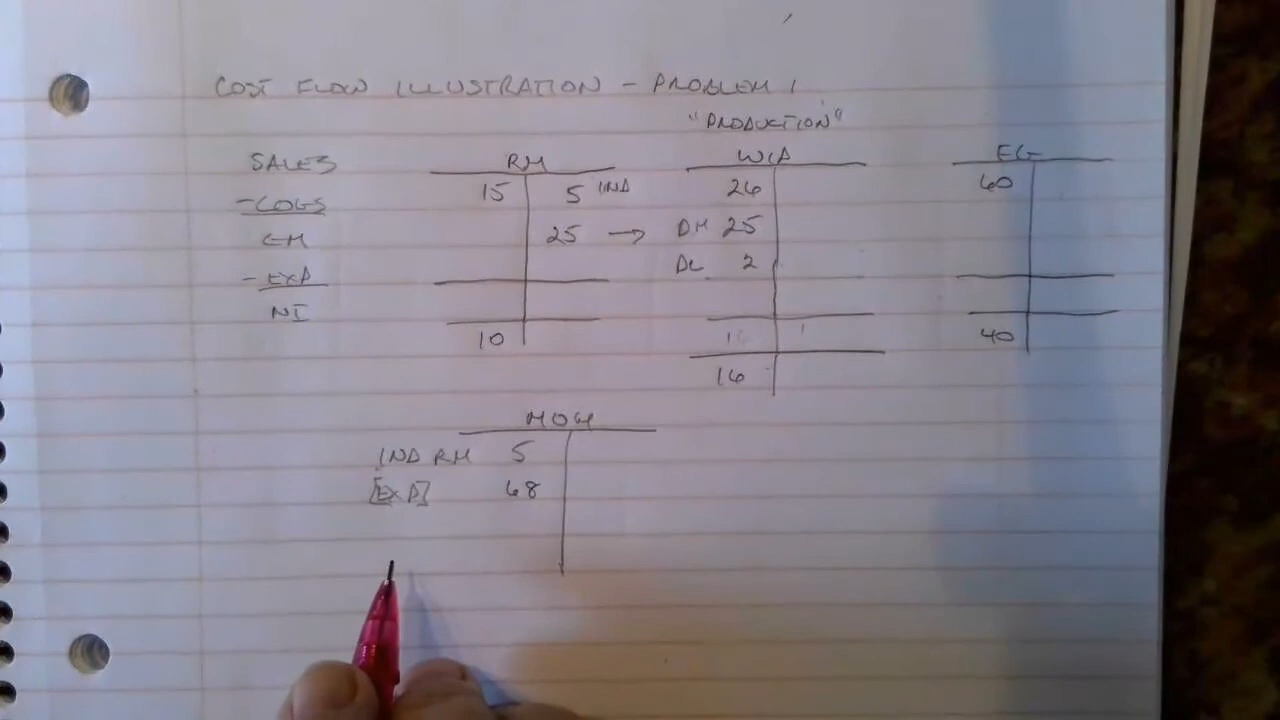 COST FLOW ILLUSTRATION - PROBLEM 1
"PRODUCTION"
SALES RM WIP FG
15 5 IND 26 60
-COGS
GM 25 → DM 25
DL 2
-EXP
NI
10 40
16
MOH
IND RM 5
[EXP] 68